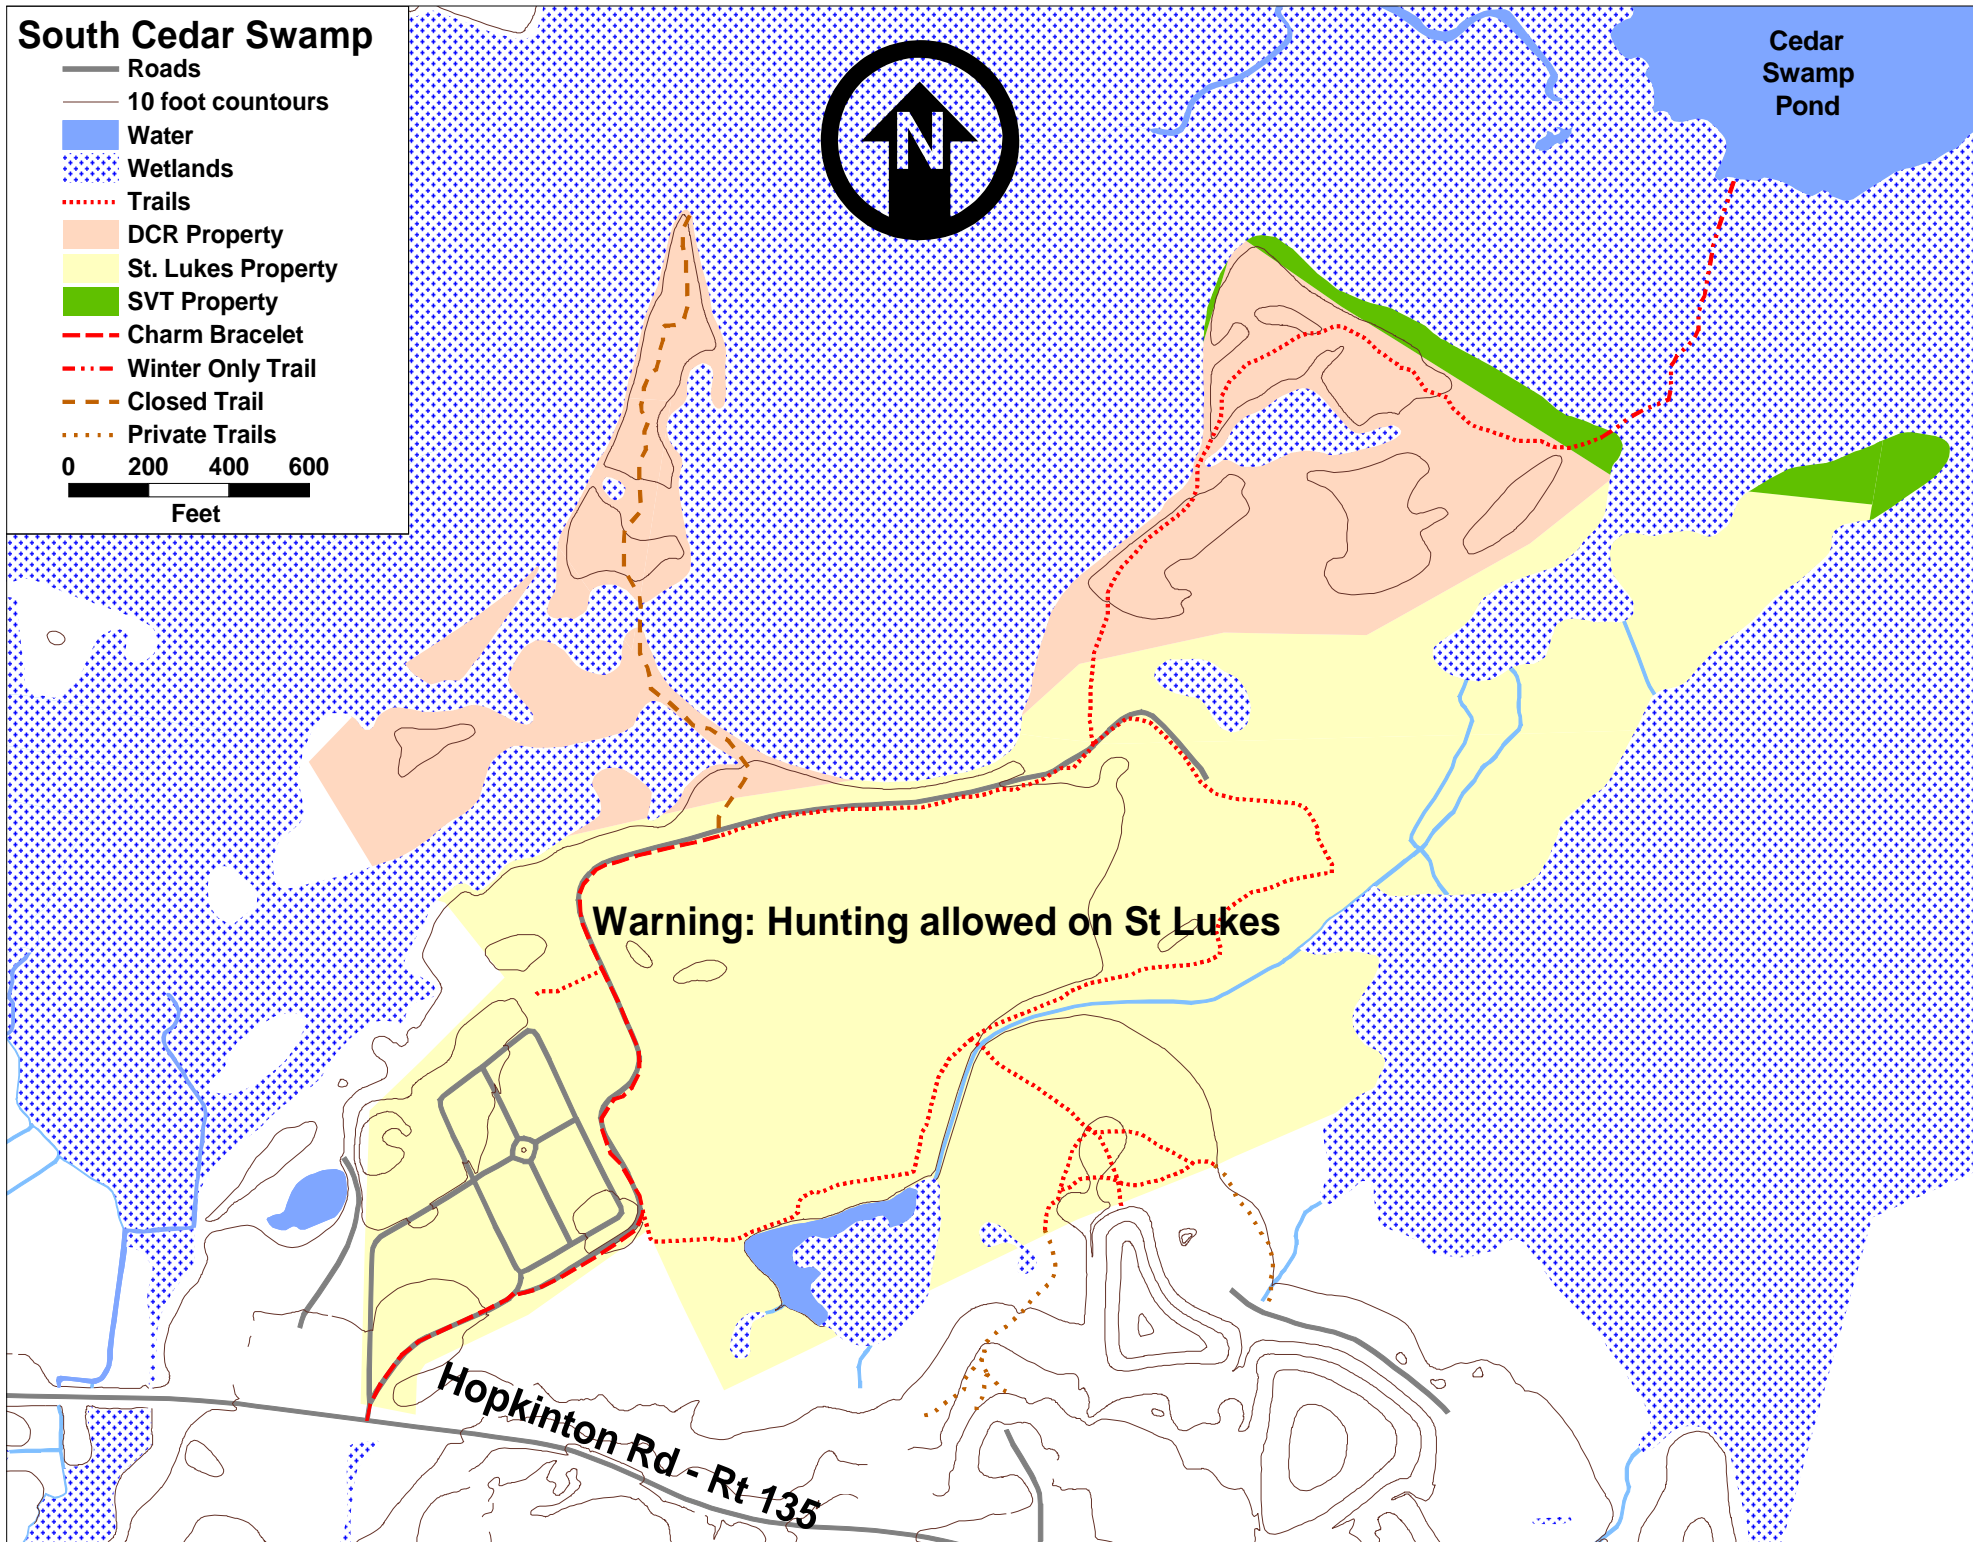 South Cedar Swamp
Roads
10 foot countours
Water
Wetlands
Trails
DCR Property
St. Lukes Property
SVT Property
Charm Bracelet
Winter Only Trail
Closed Trail
Private Trails
0 200 400 600
Feet
N
Cedar
Swamp
Pond
Warning: Hunting allowed on St Lukes
Hopkinton Rd - Rt 135